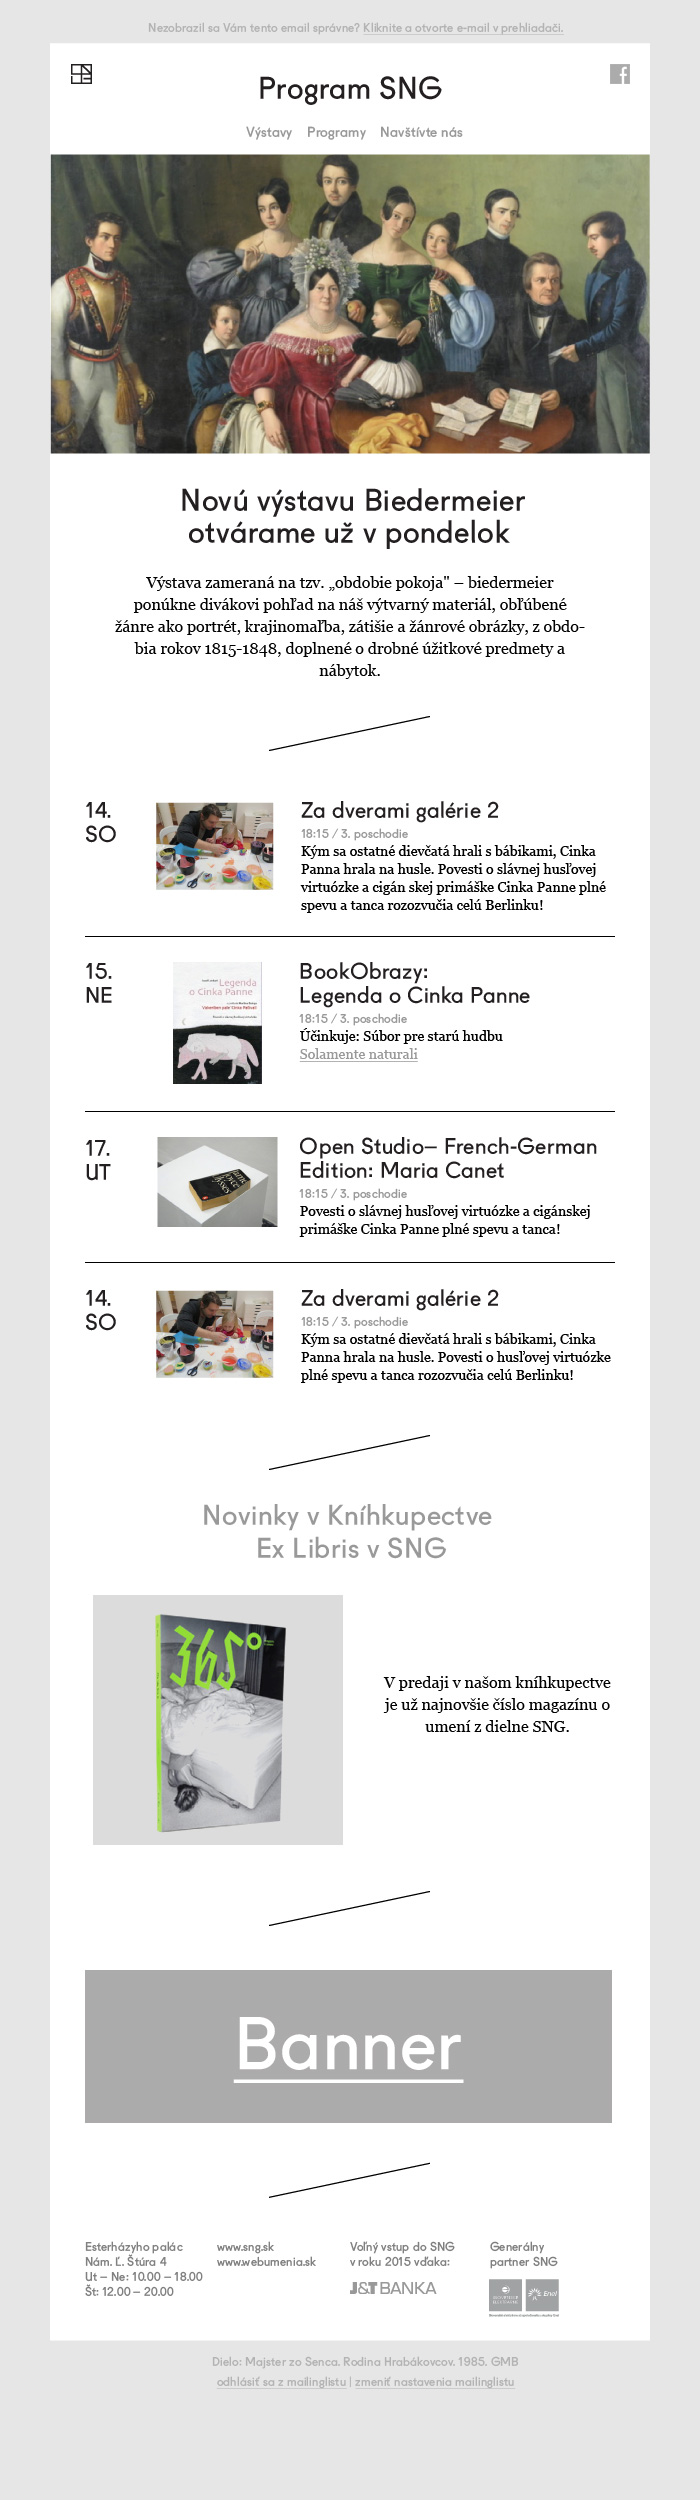 Nezobrazil sa Vám tento email správne? Kliknite a otvorte e-mail v prehliadači.
Program SNG
Výstavy Programy Navštívte nás
Novú výstavu Biedermeier
otvárame už v pondelok
Výstava zameraná na tzv. „obdobie pokoja" – biedermeier
ponúkne divákovi pohľad na náš výtvarný materiál, obľúbené
žánre ako portrét, krajinomaľba, zátišie a žánrové obrázky, z obdo-
bia rokov 1815-1848, doplnené o drobné úžitkové predmety a
nábytok.
14.
SO
Za dverami galérie 2
18:15 / 3. poschodie
Kým sa ostatné dievčatá hrali s bábikami, Cinka
Panna hrala na husle. Povesti o slávnej husľovej
virtuózke a cigán skej primáške Cinka Panne plné
spevu a tanca rozozvučia celú Berlinku!
15.
NE
Legenda
o Cinka Panne
BookObrazy:
Legenda o Cinka Panne
18:15 / 3. poschodie
Účinkuje: Súbor pre starú hudbu
Solamente naturali
17.
UT
Open Studio– French-German
Edition: Maria Canet
18:15 / 3. poschodie
Povesti o slávnej husľovej virtuózke a cigánskej
primáške Cinka Panne plné spevu a tanca!
14.
SO
Za dverami galérie 2
18:15 / 3. poschodie
Kým sa ostatné dievčatá hrali s bábikami, Cinka
Panna hrala na husle. Povesti o husľovej virtuózke
plné spevu a tanca rozozvučia celú Berlinku!
Novinky v Kníhkupectve
Ex Libris v SNG
365°
V predaji v našom kníhkupectve
je už najnovšie číslo magazínu o
umení z dielne SNG.
Banner
Esterházyho palác
Nám. Ľ. Štúra 4
Ut – Ne: 10.00 – 18.00
Št: 12.00 – 20.00
www.sng.sk
www.webumenia.sk
Voľný vstup do SNG
v roku 2015 vďaka:
J&T BANKA
Generálny
partner SNG
Enel
Dielo: Majster zo Senca. Rodina Hrabákovcov. 1985. GMB
odhlásiť sa z mailinglistu | zmeniť nastavenia mailinglistu